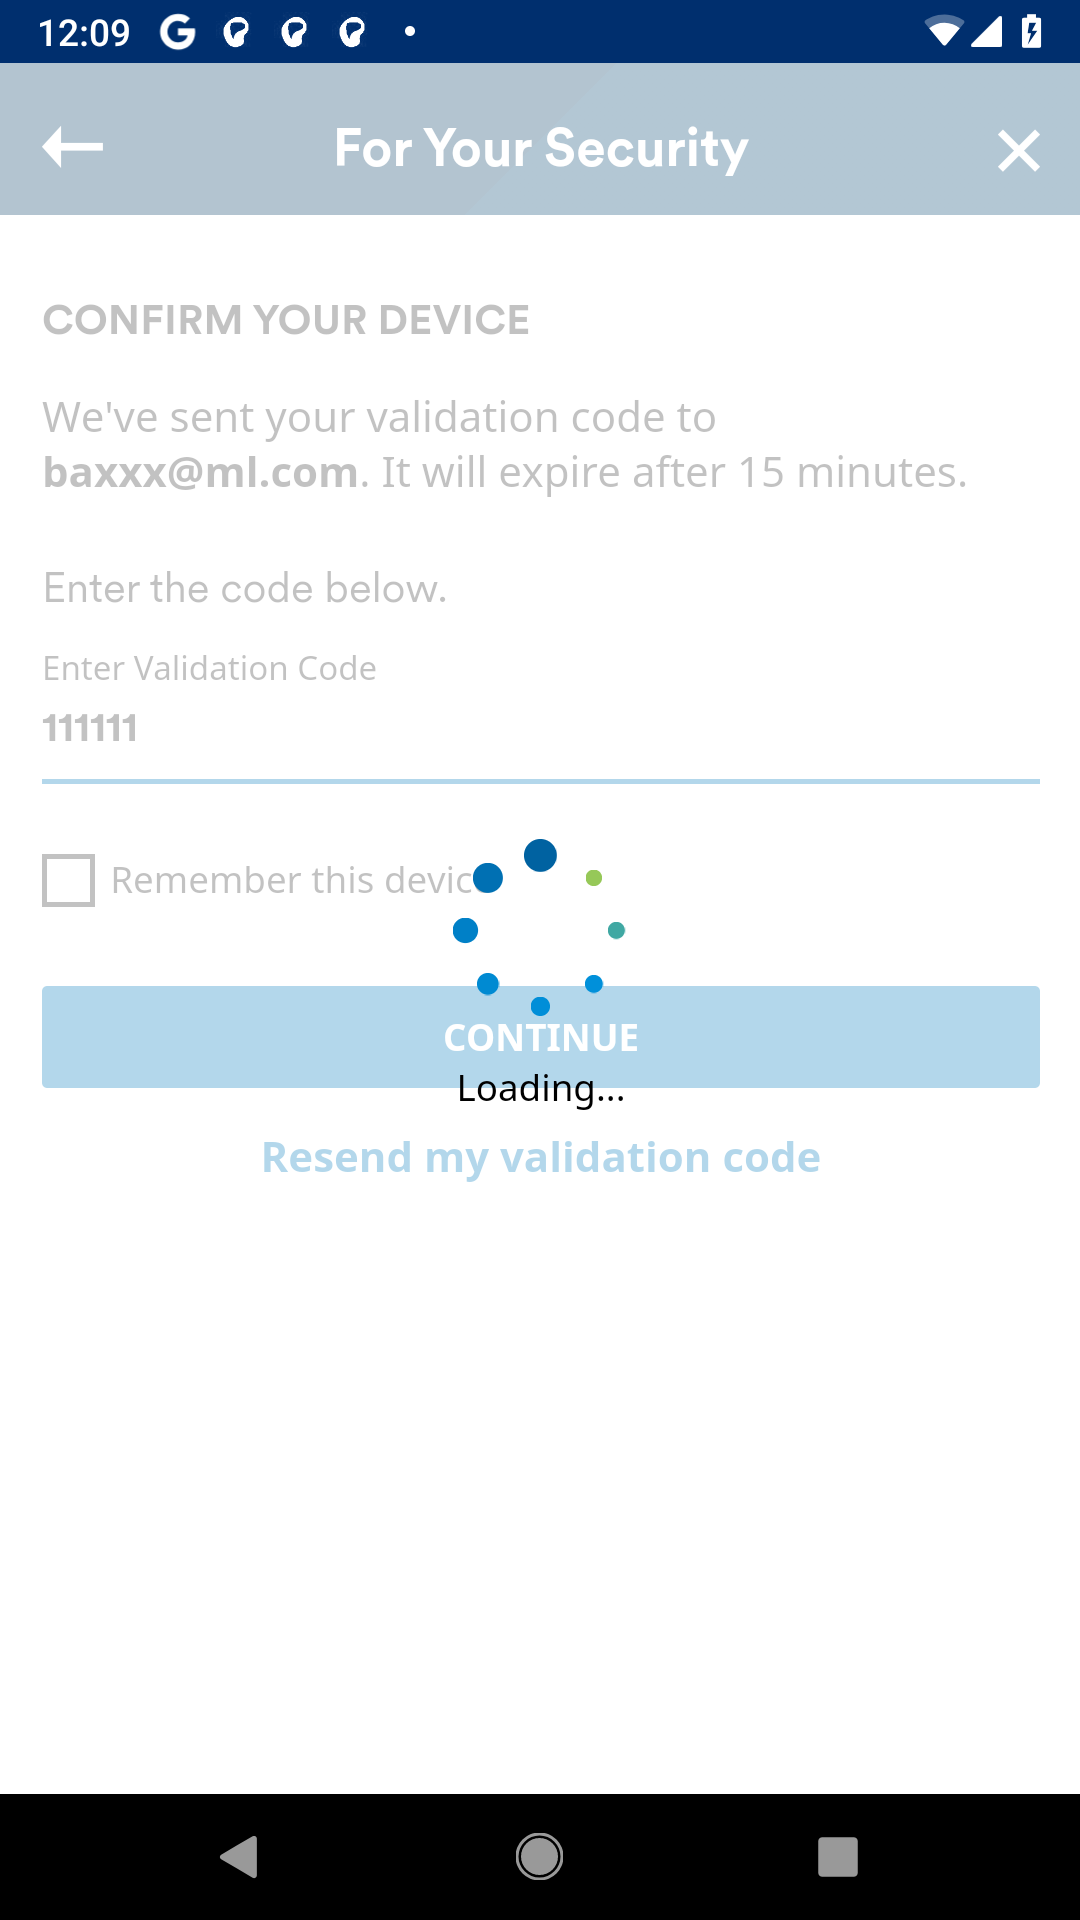 12:09
For Your Security
CONFIRM YOUR DEVICE
We've sent your validation code to
baxxx@ml.com. It will expire after 15 minutes.
Enter the code below.
Enter Validation Code
111111
Remember this devic
CONTINUE
Loading...
Resend my validation code